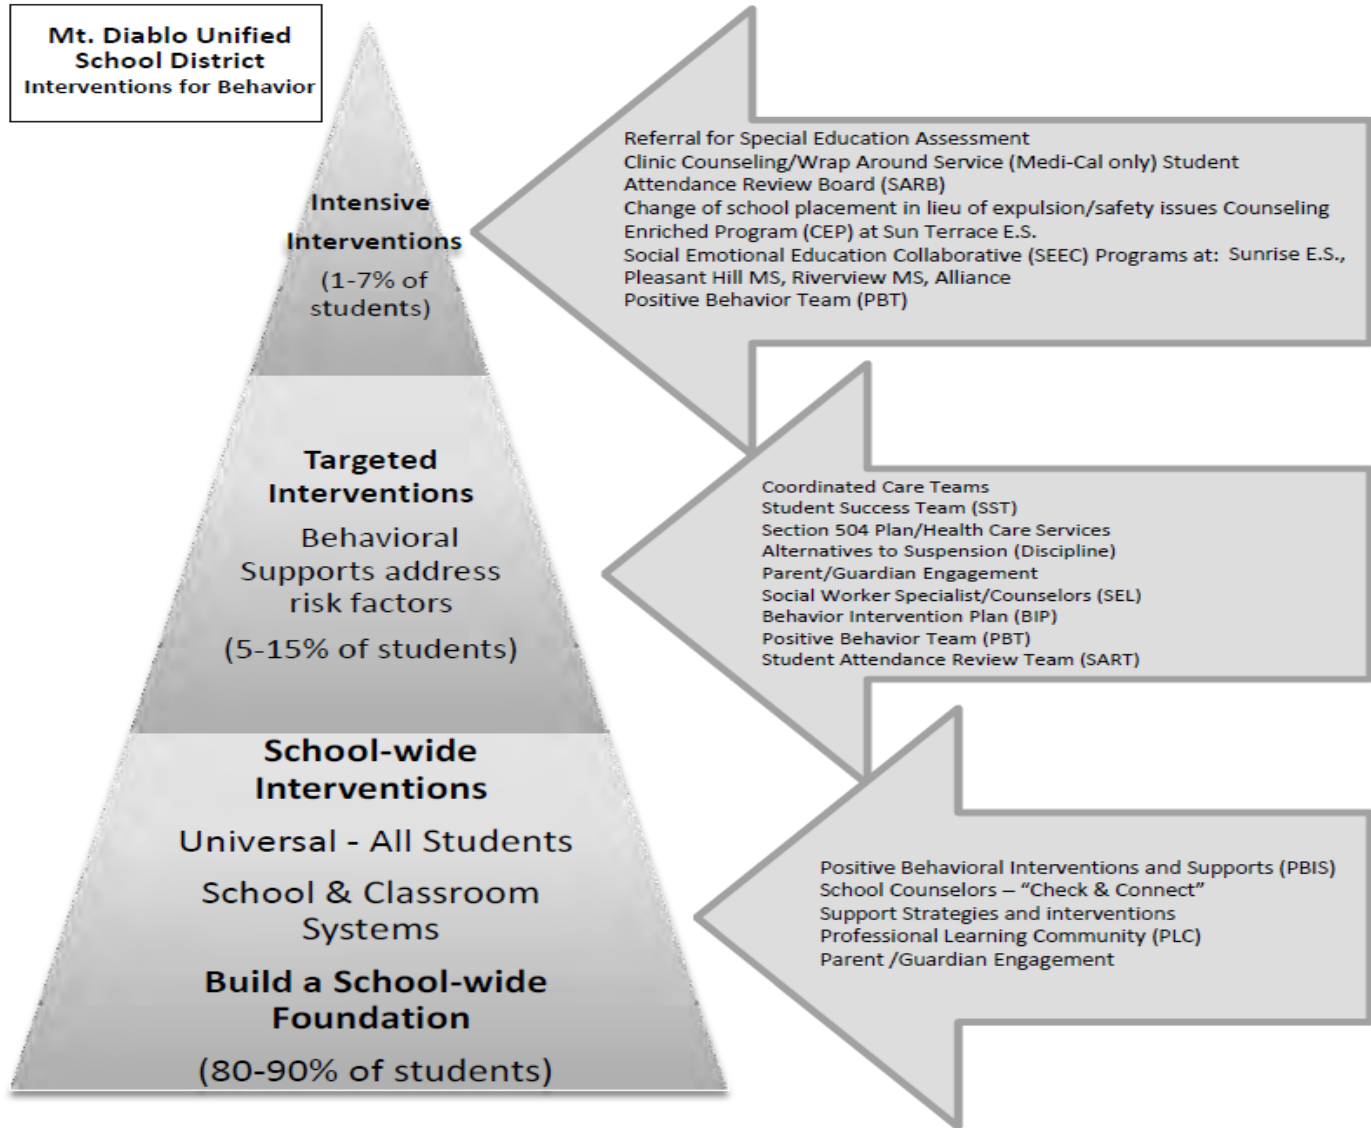 Mt. Diablo Unified
School District
Interventions for Behavior
Intensive
Interventions
(1-7% of
students)
Referral for Special Education Assessment
Clinic Counseling/Wrap Around Service (Medi-Cal only) Student
Attendance Review Board (SARB)
Change of school placement in lieu of expulsion/safety issues Counseling
Enriched Program (CEP) at Sun Terrace E.S.
Social Emotional Education Collaborative (SEEC) Programs at: Sunrise E.S.,
Pleasant Hill MS, Riverview MS, Alliance
Positive Behavior Team (PBT)
Targeted
Interventions
Behavioral
Supports address
risk factors
(5-15% of students)
Coordinated Care Teams
Student Success Team (SST)
Section 504 Plan/Health Care Services
Alternatives to Suspension (Discipline)
Parent/Guardian Engagement
Social Worker Specialist/Counselors (SEL)
Behavior Intervention Plan (BIP)
Positive Behavior Team (PBT)
Student Attendance Review Team (SART)
School-wide
Interventions
Universal - All Students
School & Classroom
Systems
Build a School-wide
Foundation
(80-90% of students)
Positive Behavioral Interventions and Supports (PBIS)
School Counselors – “Check & Connect”
Support Strategies and interventions
Professional Learning Community (PLC)
Parent /Guardian Engagement